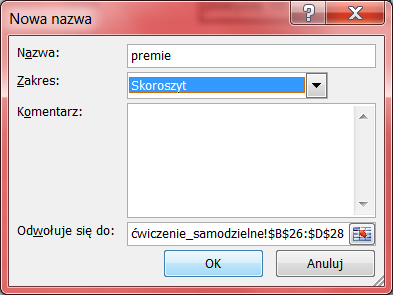 Nowa nazwa
Nazwa: premie
Zakres: Skoroszyt
Komentarz:
Odwołuje się do: ćwiczenie_samodzielne!$B$26:$D$28
OK Anuluj